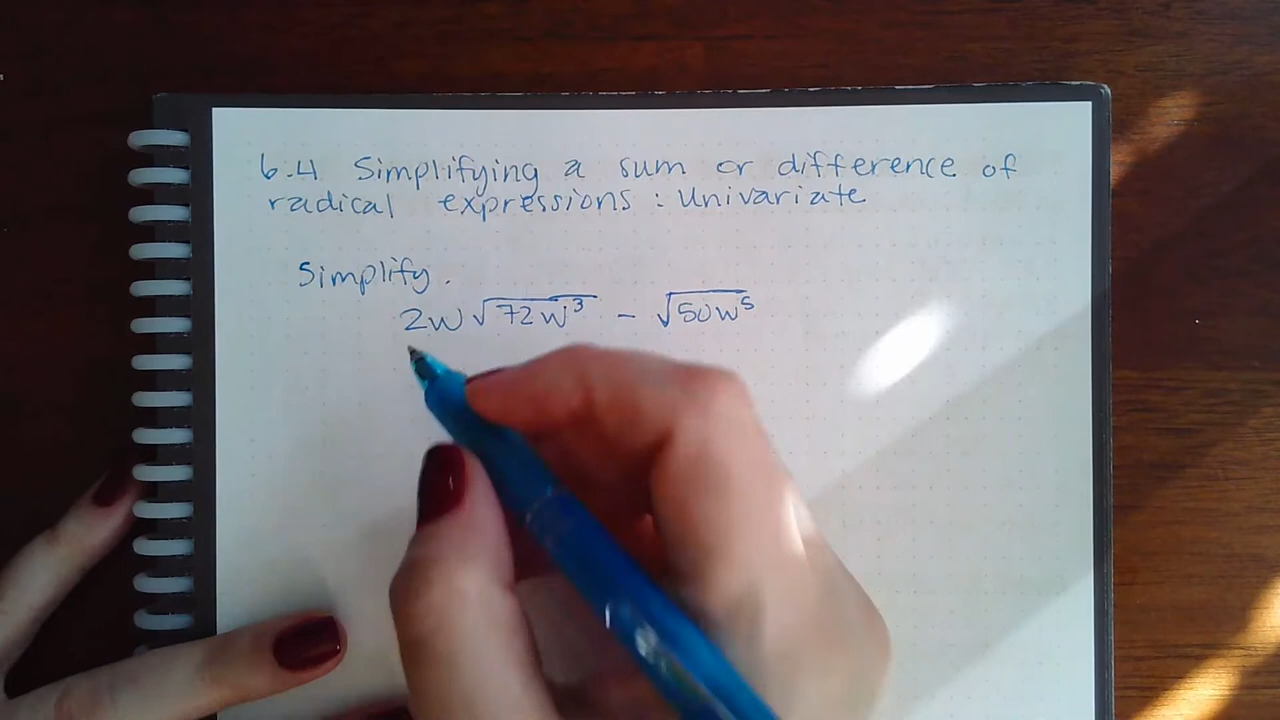 6.4 Simplifying a sum or difference of
radical expressions : Univariate
Simplify.
2w√72w³ - √50w⁵